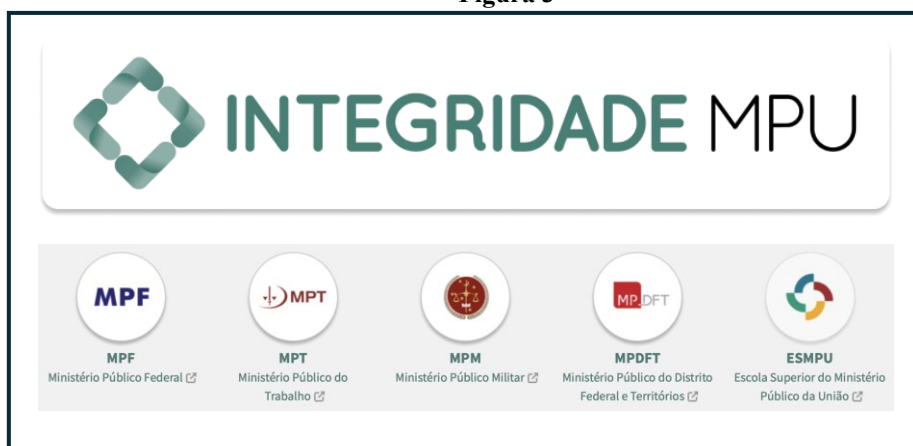 Figura 3
INTEGRIDADE MPU
MPF
MPT
MP DFT
MPF
Ministério Público Federal
MPT
Ministério Público do
Trabalho
MPM
Ministério Público Militar
MPDFT
Ministério Público do Distrito
Federal e Territórios
ESMPU
Escola Superior do Ministério
Público da União